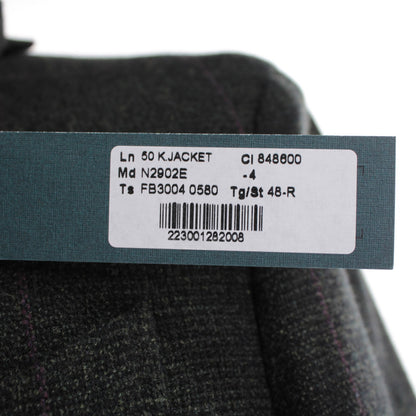 Ln 50 K.JACKET Cl 848600
Md N2902E -4
Ts FB3004 0580 Tg/St 48-R
223001282008